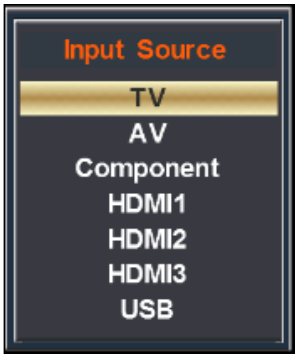 Input Source
TV
AV
Component
HDMI1
HDMI2
HDMI3
USB